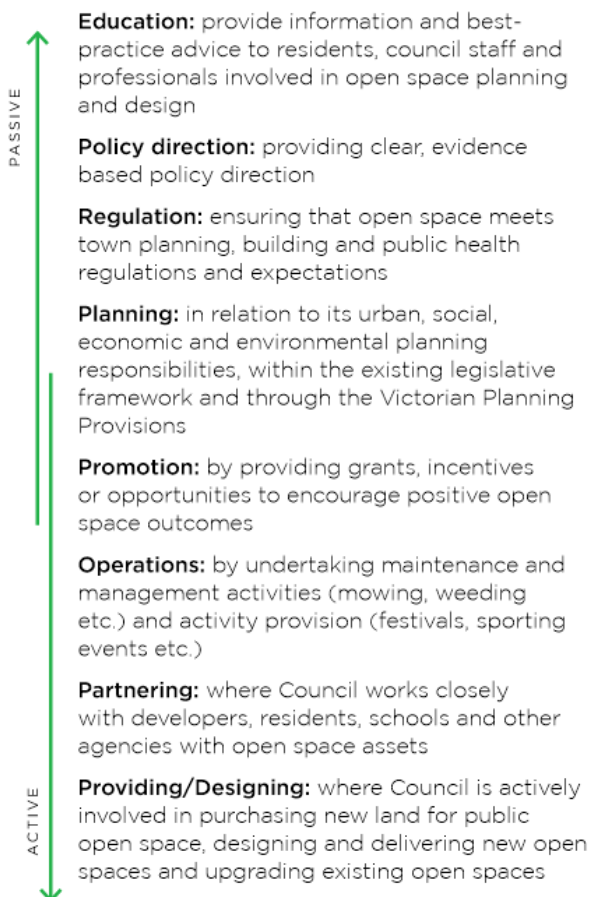 PASSIVE
Education: provide information and best-
practice advice to residents, council staff and
professionals involved in open space planning
and design
Policy direction: providing clear, evidence
based policy direction
Regulation: ensuring that open space meets
town planning, building and public health
regulations and expectations
Planning: in relation to its urban, social,
economic and environmental planning
responsibilities, within the existing legislative
framework and through the Victorian Planning
Provisions
Promotion: by providing grants, incentives
or opportunities to encourage positive open
space outcomes
Operations: by undertaking maintenance and
management activities (mowing, weeding
etc.) and activity provision (festivals, sporting
events etc.)
Partnering: where Council works closely
with developers, residents, schools and other
agencies with open space assets
ACTIVE
Providing/Designing: where Council is actively
involved in purchasing new land for public
open space, designing and delivering new open
spaces and upgrading existing open spaces